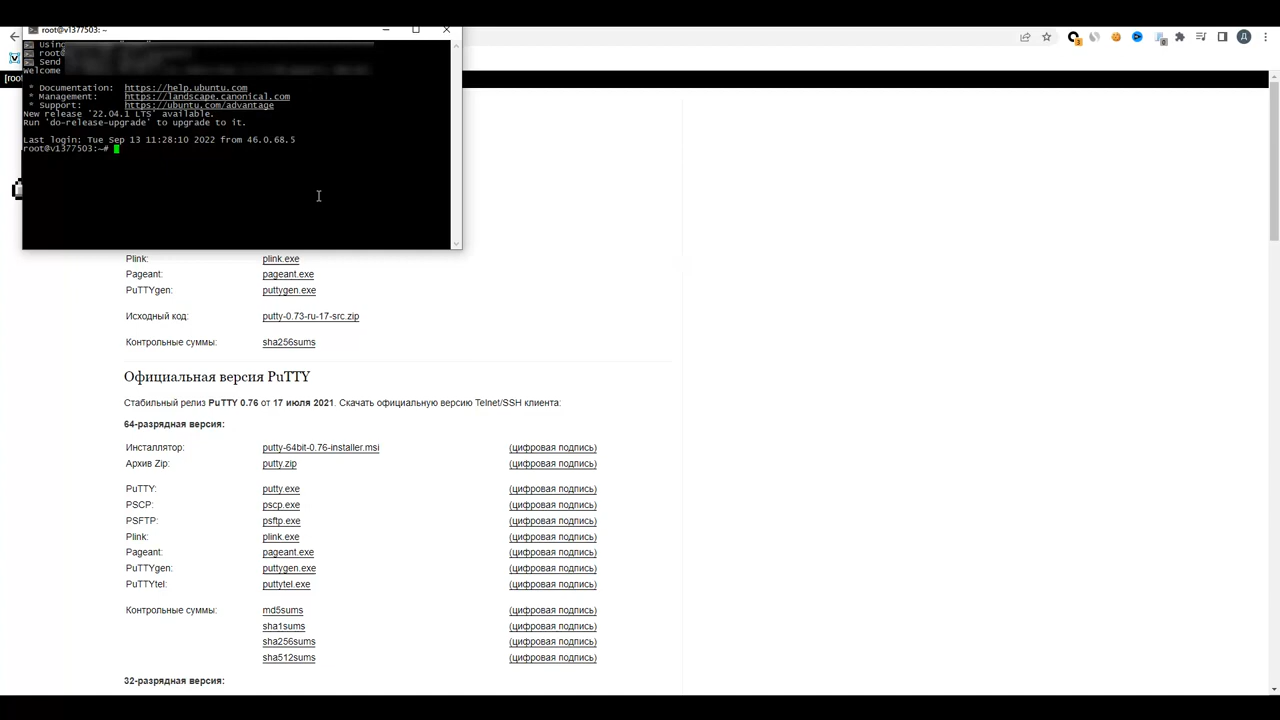 root@v1377503: ~
Using
root@
Send
Welcome
* Documentation: https://help.ubuntu.com
* Management: https://landscape.canonical.com
* Support: https://ubuntu.com/advantage
New release '22.04.1 LTS' available.
Run 'do-release-upgrade' to upgrade to it.
Last login: Tue Sep 13 11:28:10 2022 from 46.0.68.5
root@v1377503:~#
[root
Plink: plink.exe
Pageant: pageant.exe
PuTTYgen: puttygen.exe
Исходный код: putty-0.73-ru-17-src.zip
Контрольные суммы: sha256sums
Официальная версия PuTTY
Стабильный релиз PuTTY 0.76 от 17 июля 2021. Скачать официальную версию Telnet/SSH клиента:
64-разрядная версия:
Инсталлятор: putty-64bit-0.76-installer.msi (цифровая подпись)
Архив Zip: putty.zip (цифровая подпись)
PuTTY: putty.exe (цифровая подпись)
PSCP: pscp.exe (цифровая подпись)
PSFTP: psftp.exe (цифровая подпись)
Plink: plink.exe (цифровая подпись)
Pageant: pageant.exe (цифровая подпись)
PuTTYgen: puttygen.exe (цифровая подпись)
PuTTYtel: puttytel.exe (цифровая подпись)
Контрольные суммы: md5sums (цифровая подпись)
sha1sums (цифровая подпись)
sha256sums (цифровая подпись)
sha512sums (цифровая подпись)
32-разрядная версия: